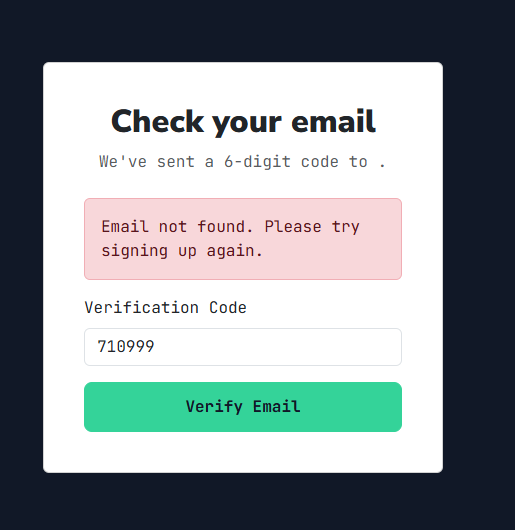 Check your email
We've sent a 6-digit code to .
Email not found. Please try
signing up again.
Verification Code
710999
Verify Email